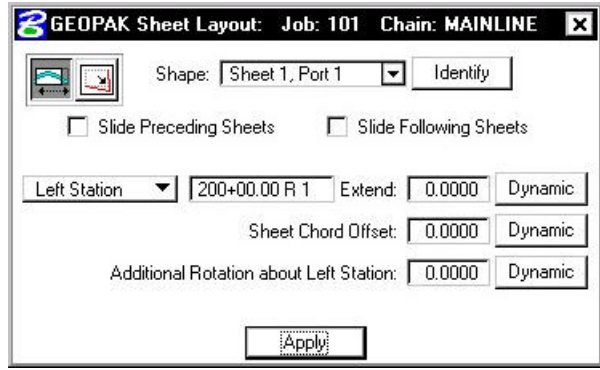 GEOPAK Sheet Layout: Job: 101 Chain: MAINLINE
Shape: Sheet 1, Port 1 Identify
Slide Preceding Sheets Slide Following Sheets
Left Station 200+00.00 R 1 Extend: 0.0000 Dynamic
Sheet Chord Offset: 0.0000 Dynamic
Additional Rotation about Left Station: 0.0000 Dynamic
Apply